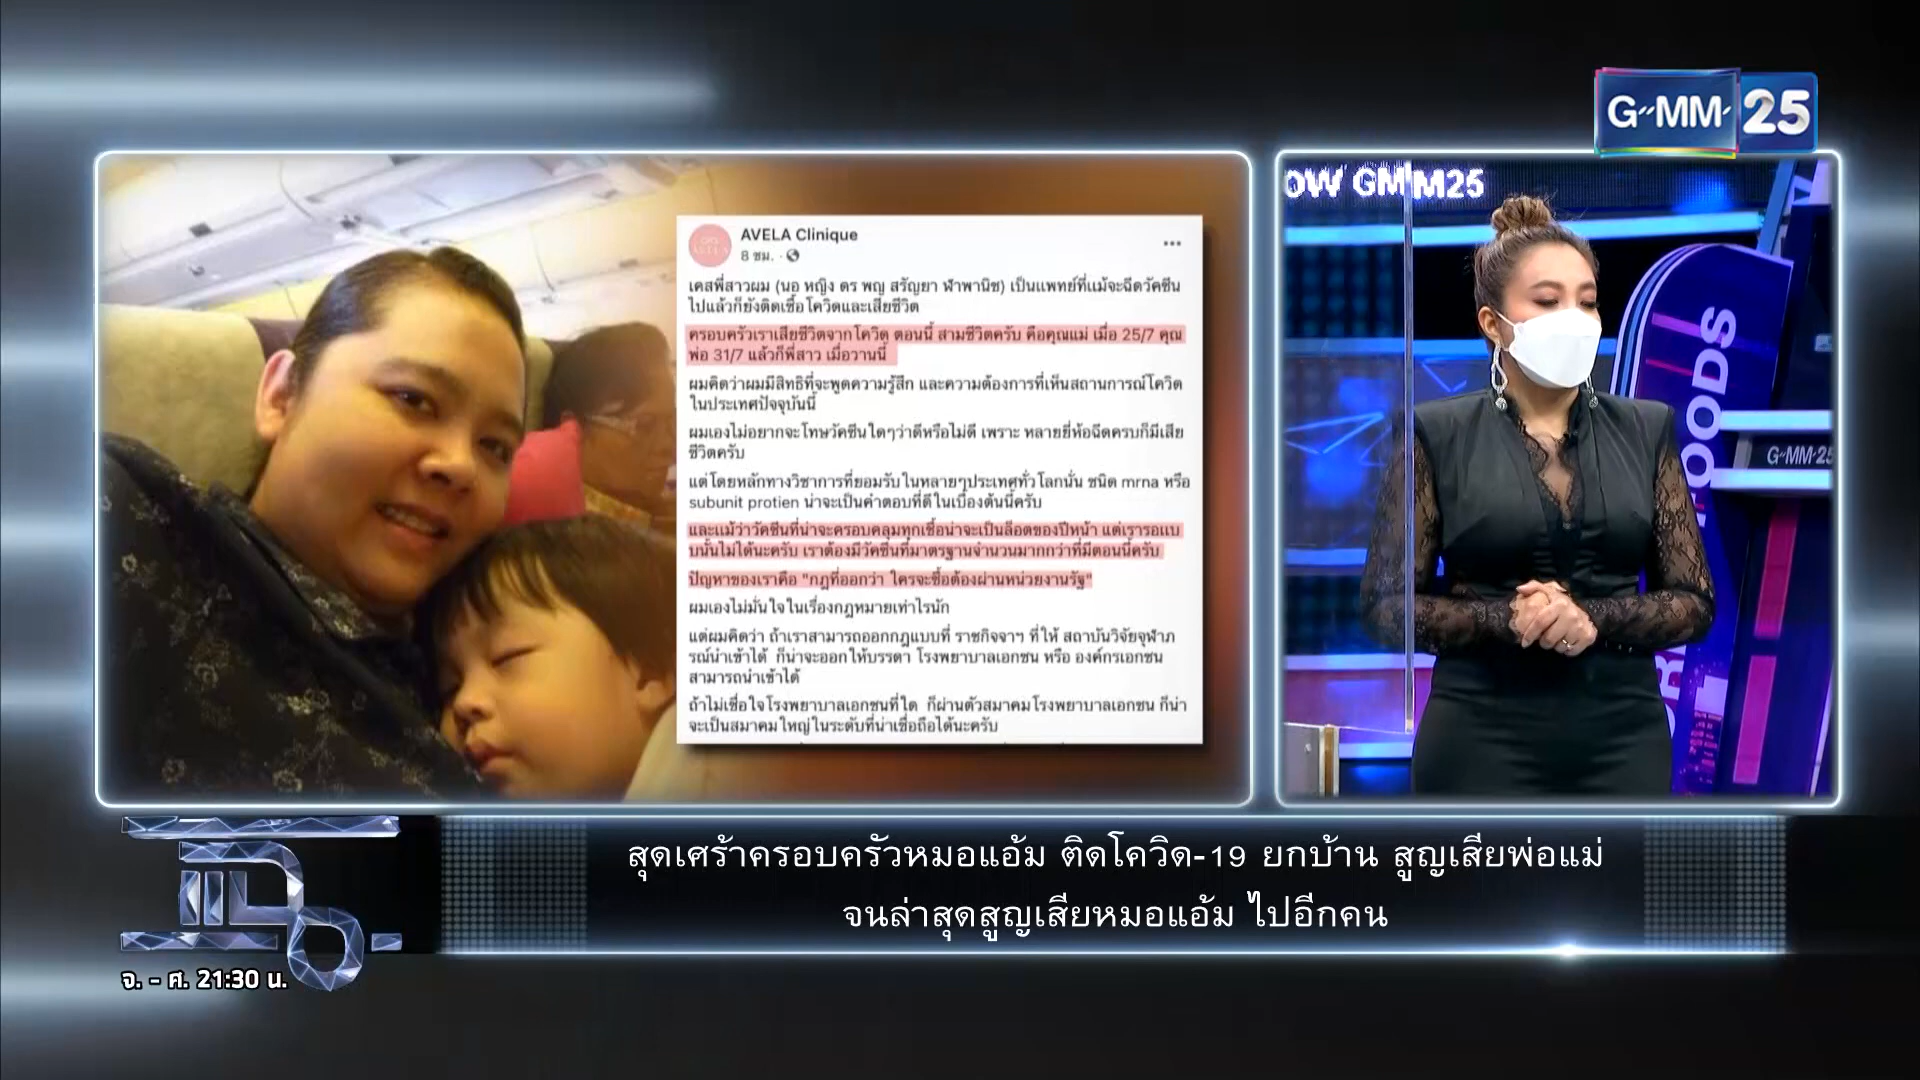 G MM 25
OW GMM25
AVELA Clinique
8 ชม.
เคสพี่สาวผม (นอ หญิง ดร พญ สรัญยา ฬาพานิช) เป็นแพทย์ที่แม้จะฉีดวัคซีน
ไปแล้วก็ยังติดเชื้อโควิดและเสียชีวิต
ครอบครัวเราเสียชีวิตจากโควิด ตอนนี้ สามชีวิตครับ คือคุณแม่ เมื่อ 25/7 คุณ
พ่อ 31/7 แล้วก็พี่สาว เมื่อวานนี้
ผมคิดว่าผมมีสิทธิที่จะพูดความรู้สึก และความต้องการที่เห็นสถานการณ์โควิด
ในประเทศปัจจุบันนี้
ผมเองไม่อยากจะโทษวัคซีนใดๆว่าดีหรือไม่ดี เพราะ หลายยี่ห้อฉีดครบก็มีเสีย
ชีวิตครับ
แต่โดยหลักทางวิชาการที่ยอมรับในหลายๆประเทศทั่วโลกนั่น ชนิด mrna หรือ
subunit protien น่าจะเป็นคำตอบที่ดีในเบื้องต้นนี้ครับ
และแม้ว่าวัคซีนที่น่าจะครอบคลุมทุกเชื้อน่าจะเป็นล็อตของปีหน้า แต่เรารอแบ
บนั้นไม่ได้นะครับ เราต้องมีวัคซีนที่มาตรฐานจำนวนมากกว่าที่มีตอนนี้ครับ
ปัญหาของเราคือ "กฎที่ออกว่า ใครจะซื้อต้องผ่านหน่วยงานรัฐ"
ผมเองไม่มั่นใจในเรื่องกฎหมายเท่าไรนัก
แต่ผมคิดว่า ถ้าเราสามารถออกกฎแบบที่ ราชกิจจาฯ ที่ให้ สถาบันวิจัยจุฬาภ
รณ์นำเข้าได้ ก็น่าจะออกให้บรรดา โรงพยาบาลเอกชน หรือ องค์กรเอกชน
สามารถนำเข้าได้
ถ้าไม่เชื่อใจโรงพยาบาลเอกชนที่ใด ก็ผ่านตัวสมาคมโรงพยาบาลเอกชน ก็น่า
จะเป็นสมาคมใหญ่ในระดับที่น่าเชื่อถือได้นะครับ
FOODS
G MM 25
แฉ
จ. - ศ. 21:30 น.
สุดเศร้าครอบครัวหมอแอ้ม ติดโควิด-19 ยกบ้าน สูญเสียพ่อแม่
จนล่าสุดสูญเสียหมอแอ้ม ไปอีกคน